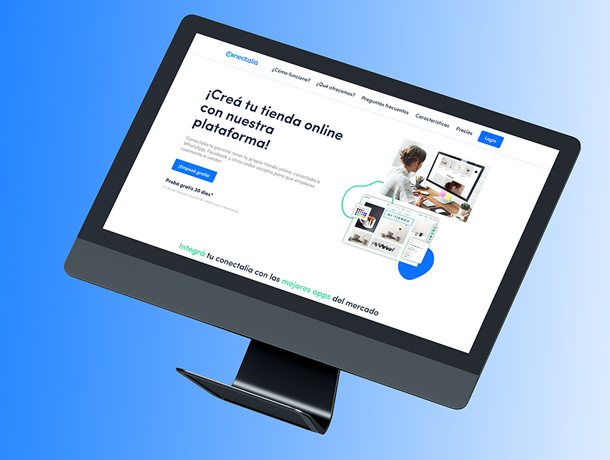 Conectalia
¿Cómo funciona?
¿Qué ofrecemos?
Preguntas frecuentes
Características
Precios
Login
¡Creá tu tienda online
con nuestra
plataforma!
Conectalia te permite tener tu propia tienda online, conectada a
WhatsApp, Facebook y otras redes sociales para que empieces
realmente a vender.
¡Empezá gratis!
Probá gratis 30 días*
MI TIENDA
Integrá tu conectalia con las mejores apps del mercado